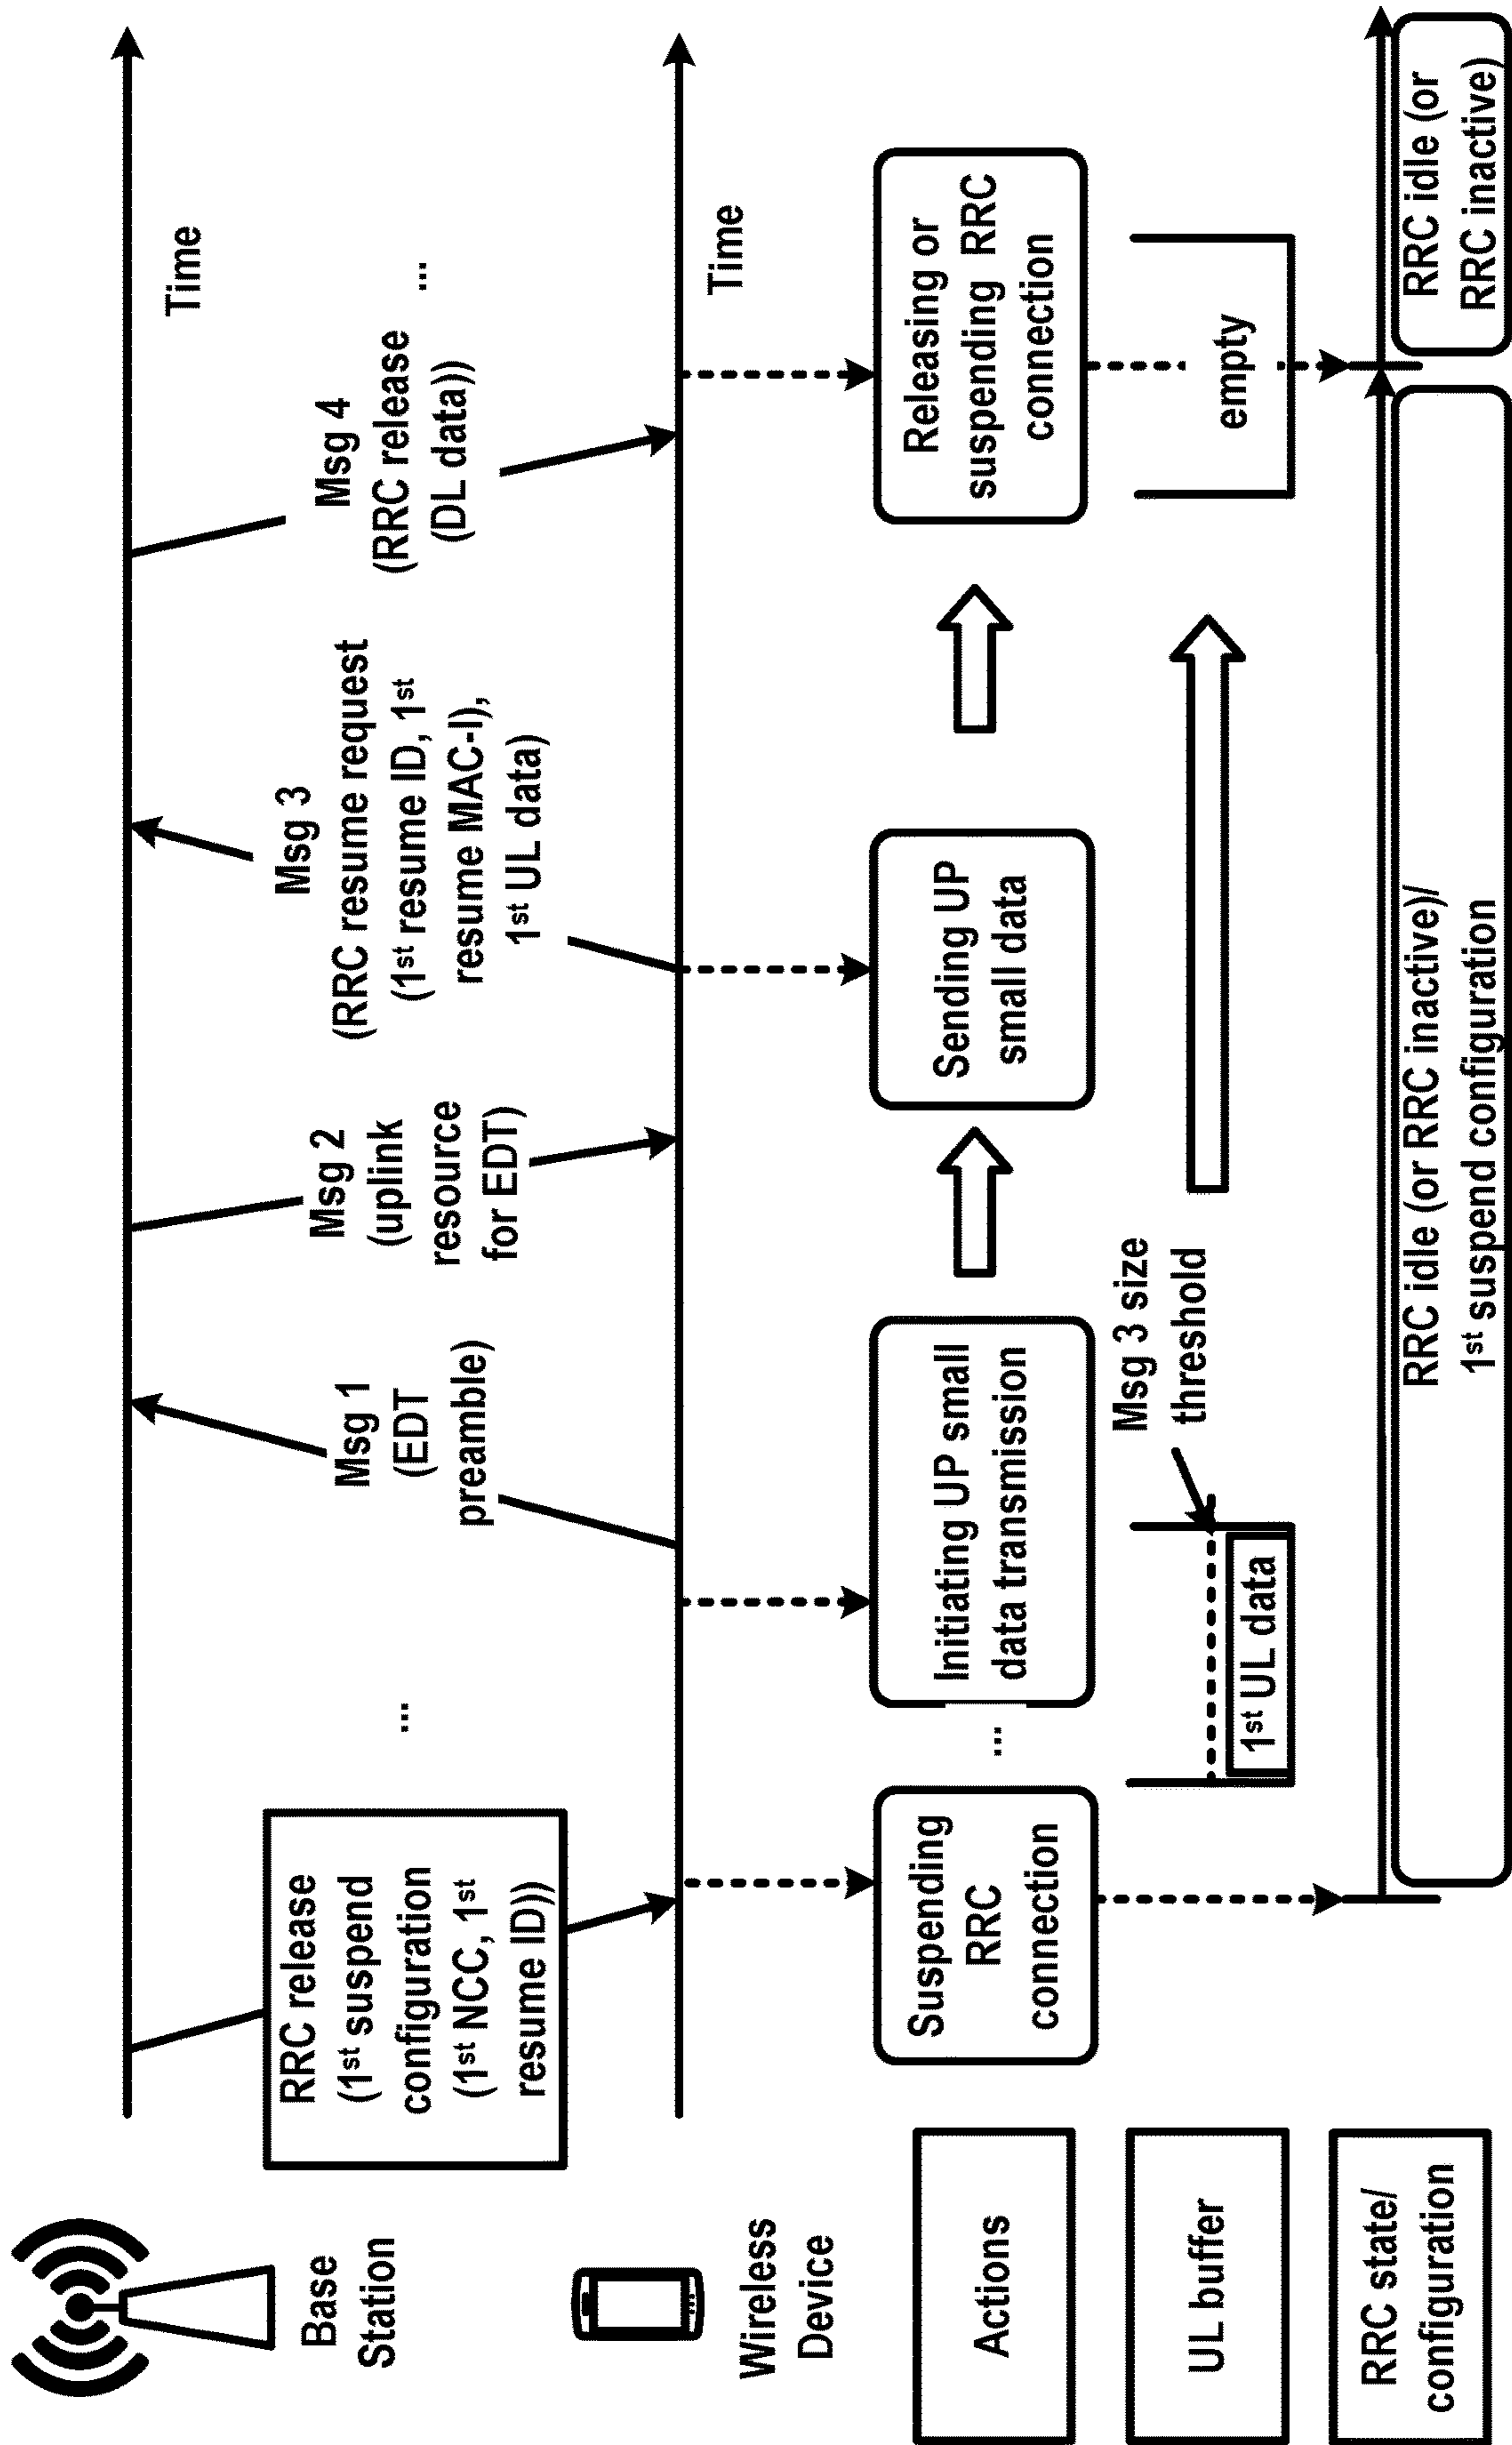 Base
Station
RRC release
(1st suspend
configuration
(1st NCC, 1st
resume ID))
...
Msg 1
(EDT
preamble)
Msg 2
(uplink
resource
for EDT)
Msg 3
(RRC resume request
(1st resume ID, 1st
resume MAC-I),
1st UL data)
Msg 4
(RRC release
(DL data))
...
Time
Wireless
Device
Time
Actions
Suspending
RRC
connection
...
Initiating UP small
data transmission
Sending UP
small data
Releasing or
suspending RRC
connection
UL buffer
1st UL data
Msg 3 size
threshold
empty
RRC state/
configuration
RRC idle (or RRC inactive)/
1st suspend configuration
RRC idle (or
RRC inactive)